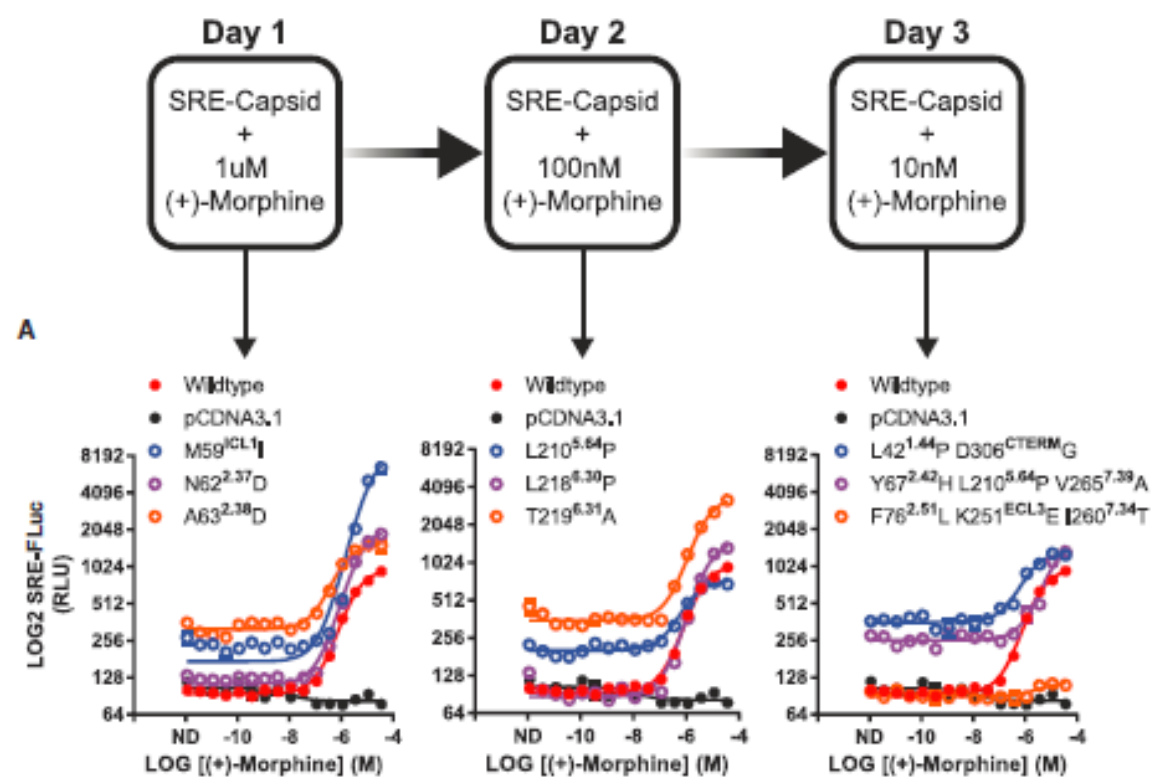 Day 1
Day 2
Day 3
SRE-Capsid
+
1uM
(+)-Morphine
SRE-Capsid
+
100nM
(+)-Morphine
SRE-Capsid
+
10nM
(+)-Morphine
A
Wildtype
pCDNA3.1
M59ICL1I
N622.37D
A632.38D
Wildtype
pCDNA3.1
L2105.64P
L2186.30P
T2196.31A
Wildtype
pCDNA3.1
L421.44P D306CTERMG
Y672.42H L2105.64P V2657.39A
F762.51L K251ECL3E I2607.34T
LOG2 SRE-FLuc
(RLU)
8192
4096
2048
1024
512
256
128
64
ND -10 -8 -6 -4
LOG [(+)-Morphine] (M)
8192
4096
2048
1024
512
256
128
64
ND -10 -8 -6 -4
LOG [(+)-Morphine] (M)
8192
4096
2048
1024
512
256
128
64
ND -10 -8 -6 -4
LOG [(+)-Morphine] (M)